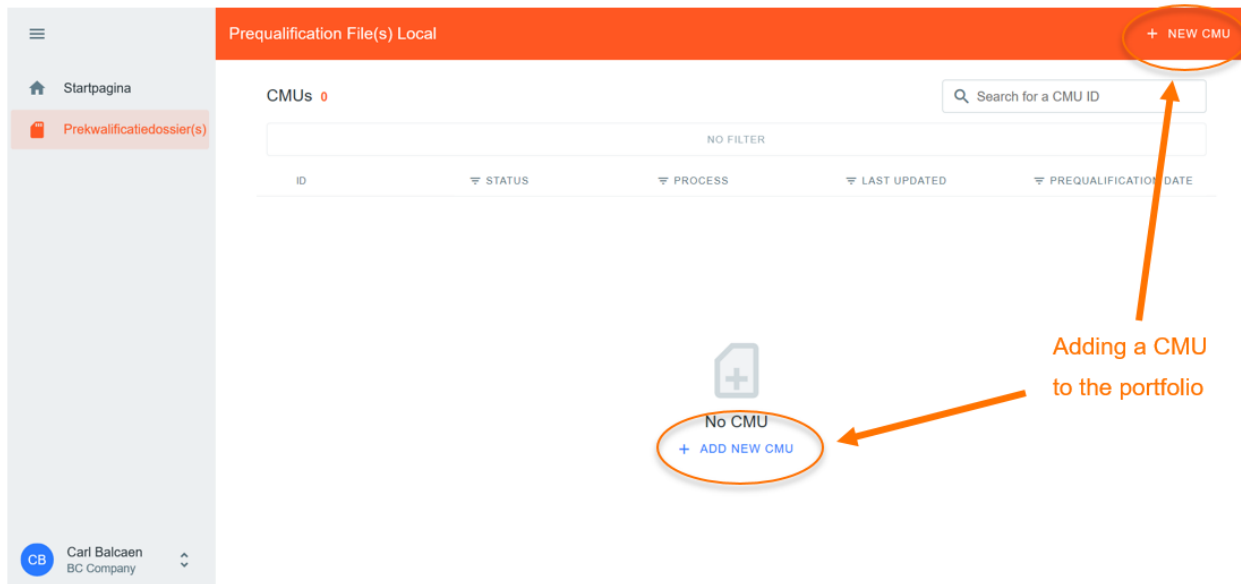 Prequalification File(s) Local
+ NEW CMU
Startpagina
Prekwalificatiedossier(s)
CMUs 0
Search for a CMU ID
NO FILTER
ID STATUS PROCESS LAST UPDATED PREQUALIFICATION DATE
Adding a CMU
to the portfolio
No CMU
+ ADD NEW CMU
CB
Carl Balcaen
BC Company